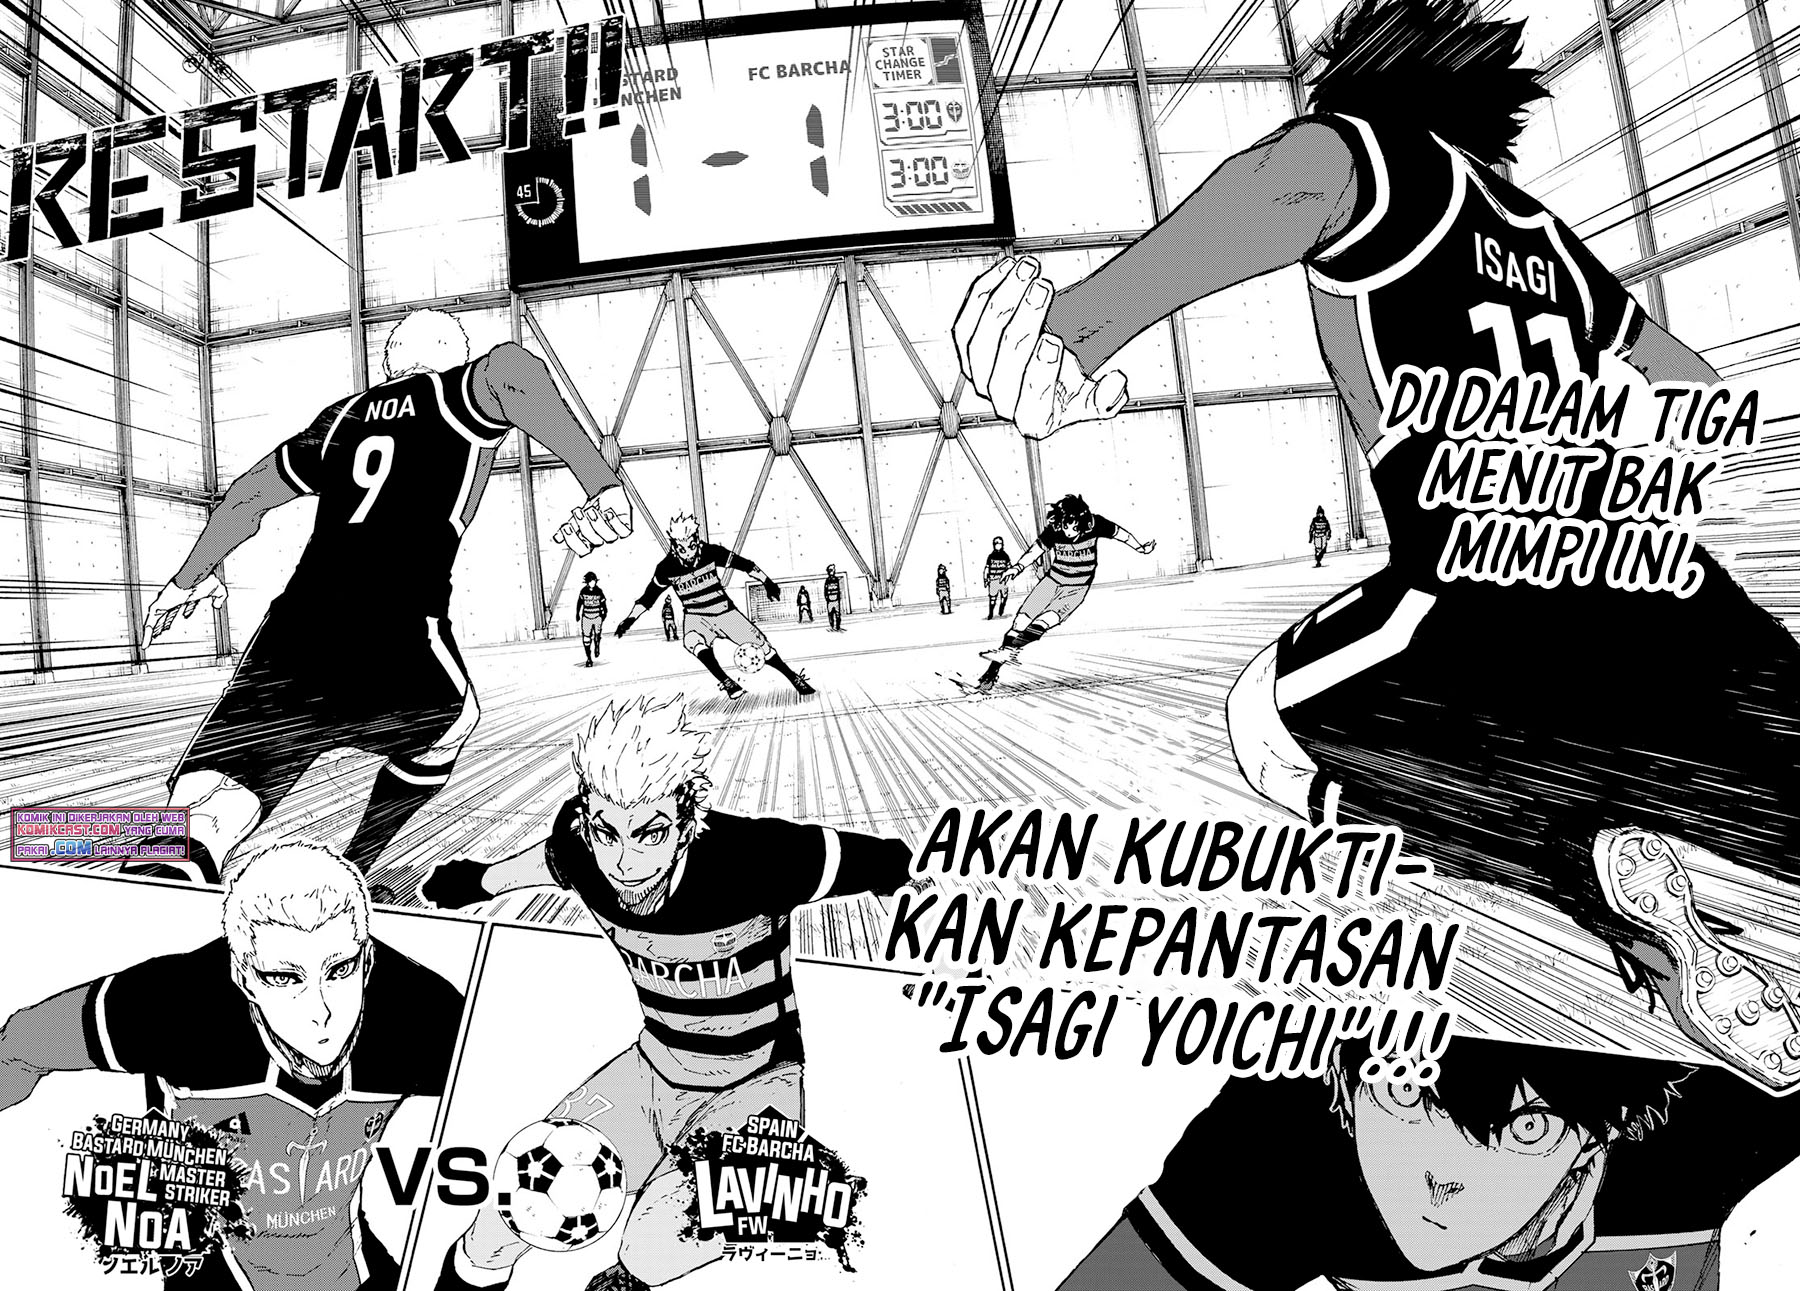 RESTART!!
FC BARCHA
STAR
CHANGE
TIMER
1 - 1
3:00
3:00
45
NOA
9
ISAGI
11
BARCHA
BARCHA
DI DALAM TIGA
MENIT BAK
MIMPI INI,
AKAN KUBUKTI-
KAN KEPANTASAN
"ISAGI YOICHI"!!!
KOMIK INI DIKERJAKAN OLEH WEB
KOMIKCAST.COM YANG CUMA
PAKAI .COM LAINNYA PLAGIAT!
GERMANY
BASTARD MÜNCHEN
MASTER
STRIKER
NOEL
NOA
ノエル ノア
BASTARD
MÜNCHEN
VS.
BARCHA
37
SPAIN
FC BARCHA
LAVINHO
FW
ラヴィーニョ